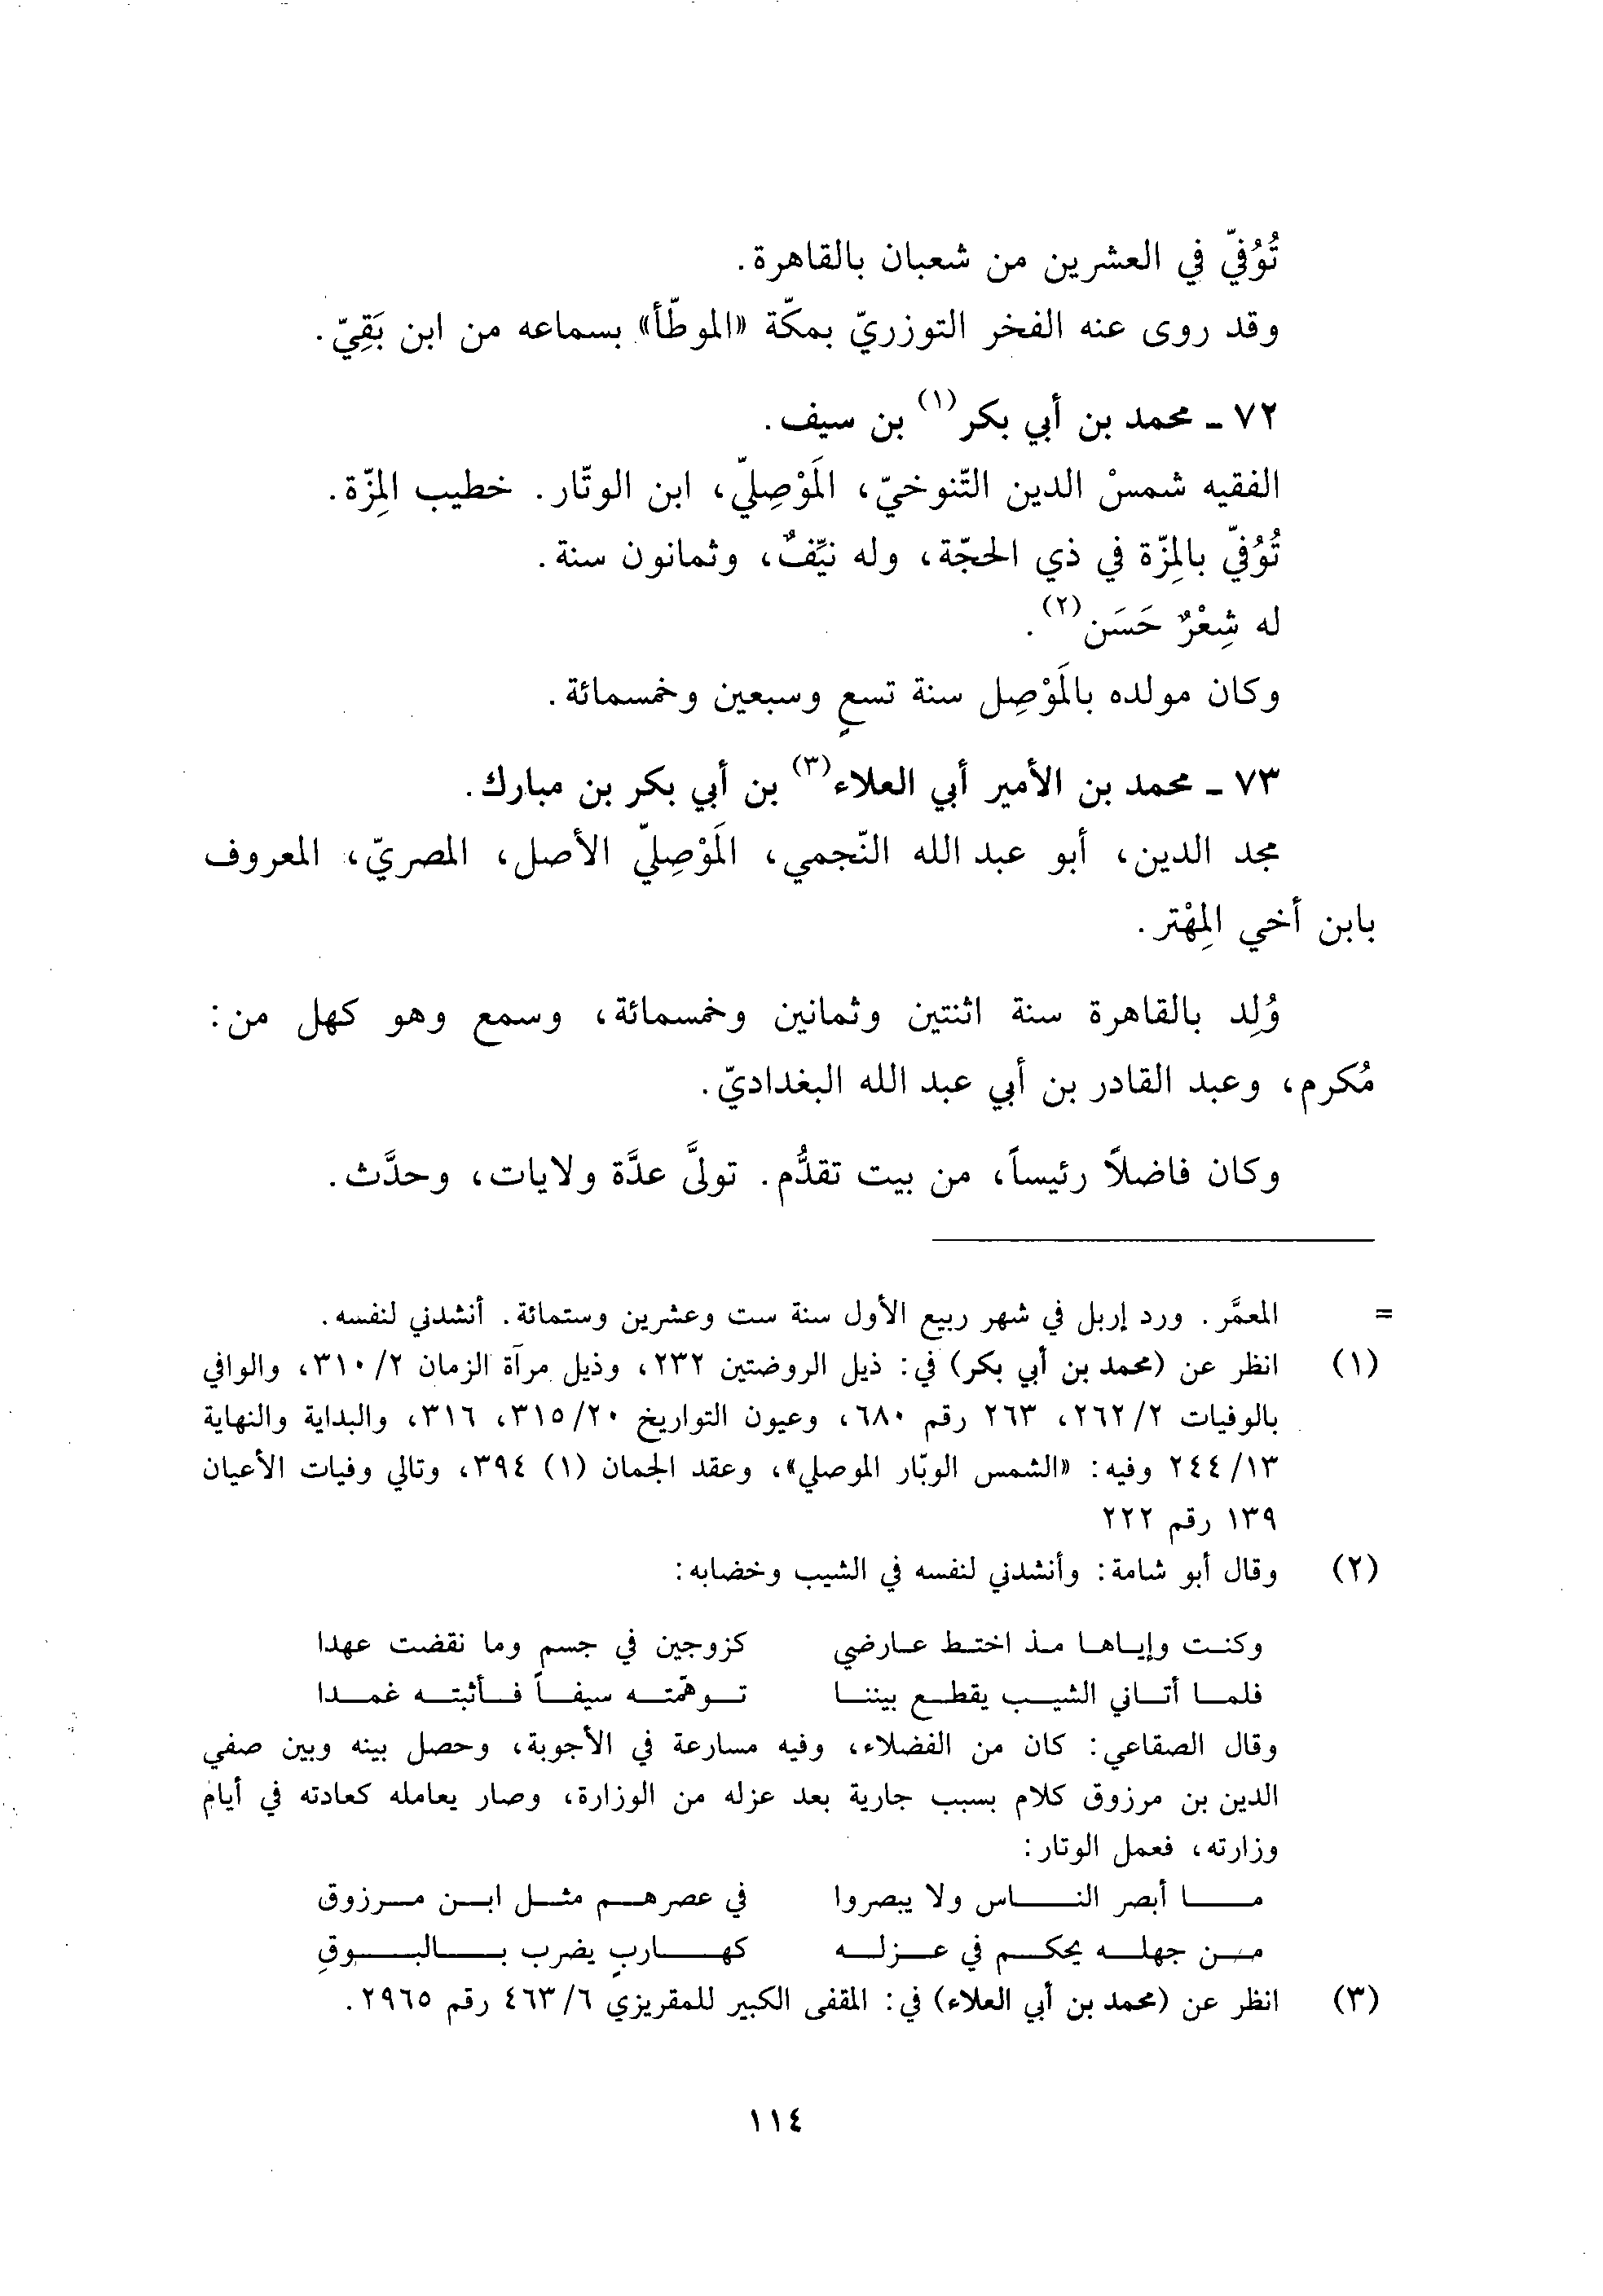 تُوُفّي في العشرين من شعبان بالقاهرة.
وقد روى عنه الفخر التوزريّ بمكّة «الموطّأ» بسماعه من ابن بَقِيّ.
٧٢ ـ محمد بن أبي بكر(١) بن سيف.
الفقيه شمسْ الدين التّنوخيّ، المَوْصِليّ، ابن الوتّار. خطيب المِزّة.
تُوُفّي بالمِزّة في ذي الحجّة، وله نيِّفٌ، وثمانون سنة.
له شِعْرٌ حَسَن(٢).
وكان مولده بالمَوْصِل سنة تسعٍ وسبعين وخمسمائة.
٧٣ ـ محمد بن الأمير أبي العلاء(٣) بن أبي بكر بن مبارك.
مجد الدين، أبو عبد الله النّجمي، المَوْصِليّ الأصل، المصريّ، المعروف
بابن أخي المِهْتر.
وُلِد بالقاهرة سنة اثنتين وثمانين وخمسمائة، وسمع وهو كهل من:
مُكرم، وعبد القادر بن أبي عبد الله البغداديّ.
وكان فاضلاً رئيساً، من بيت تقدُّم. تولَّى عدَّة ولايات، وحدَّث.
= المعمَّر. ورد إربل في شهر ربيع الأول سنة ست وعشرين وستمائة. أنشدني لنفسه.
(١) انظر عن (محمد بن أبي بكر) في: ذيل الروضتين ٢٣٢، وذيل مرآة الزمان ٢/ ٣١٠، والوافي
بالوفيات ٢/ ٢٦٢، ٢٦٣ رقم ٦٨٠، وعيون التواريخ ٢٠/ ٣١٥، ٣١٦، والبداية والنهاية
١٣/ ٢٤٤ وفيه: «الشمس الوبّار الموصلي»، وعقد الجمان (١) ٣٩٤، وتالي وفيات الأعيان
١٣٩ رقم ٢٢٢
(٢) وقال أبو شامة: وأنشدني لنفسه في الشيب وخضابه:
وكنت وإياها مذ اختط عارضي كزوجين في جسم وما نقضت عهدا
فلما أتاني الشيب يقطع بيننا توهّمته سيفاً فأثبته غمدا
وقال الصقاعي: كان من الفضلاء، وفيه مسارعة في الأجوبة، وحصل بينه وبين صفي
الدين بن مرزوق كلام بسبب جارية بعد عزله من الوزارة، وصار يعامله كعادته في أيام
وزارته، فعمل الوتار:
ما أبصر الناس ولا يبصروا في عصرهم مثل ابن مرزوق
من جهله يحكم في عزله كهاربٍ يضرب بالبوقِ
(٣) انظر عن (محمد بن أبي العلاء) في: المقفى الكبير للمقريزي ٦/ ٤٦٣ رقم ٢٩٦٥.
١١٤